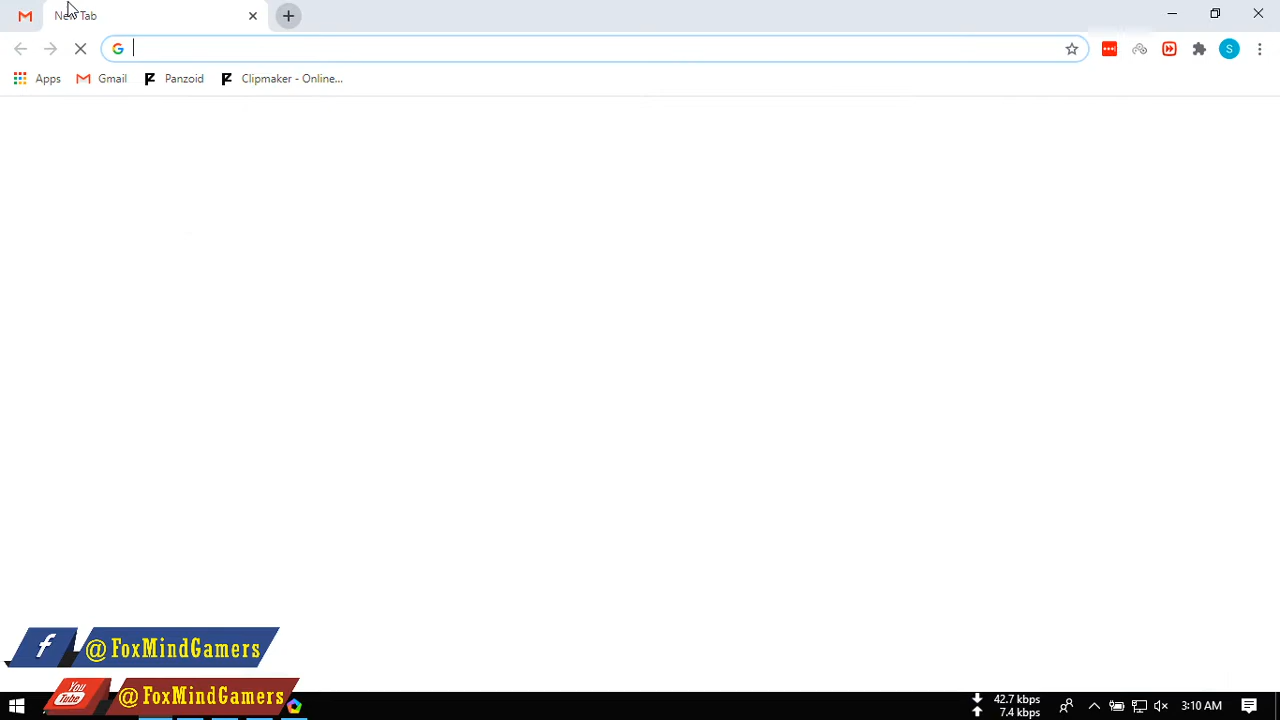 New Tab
Apps
Gmail
Panzoid
Clipmaker - Online...
S
f @ FoxMindGamers
You Tube @ FoxMindGamers
42.7 kbps
7.4 kbps
3:10 AM